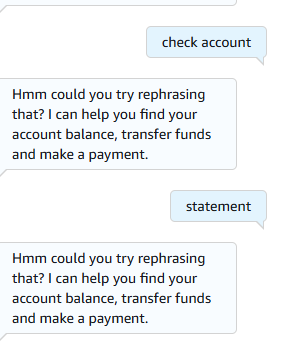 check account
Hmm could you try rephrasing
that? I can help you find your
account balance, transfer funds
and make a payment.
statement
Hmm could you try rephrasing
that? I can help you find your
account balance, transfer funds
and make a payment.